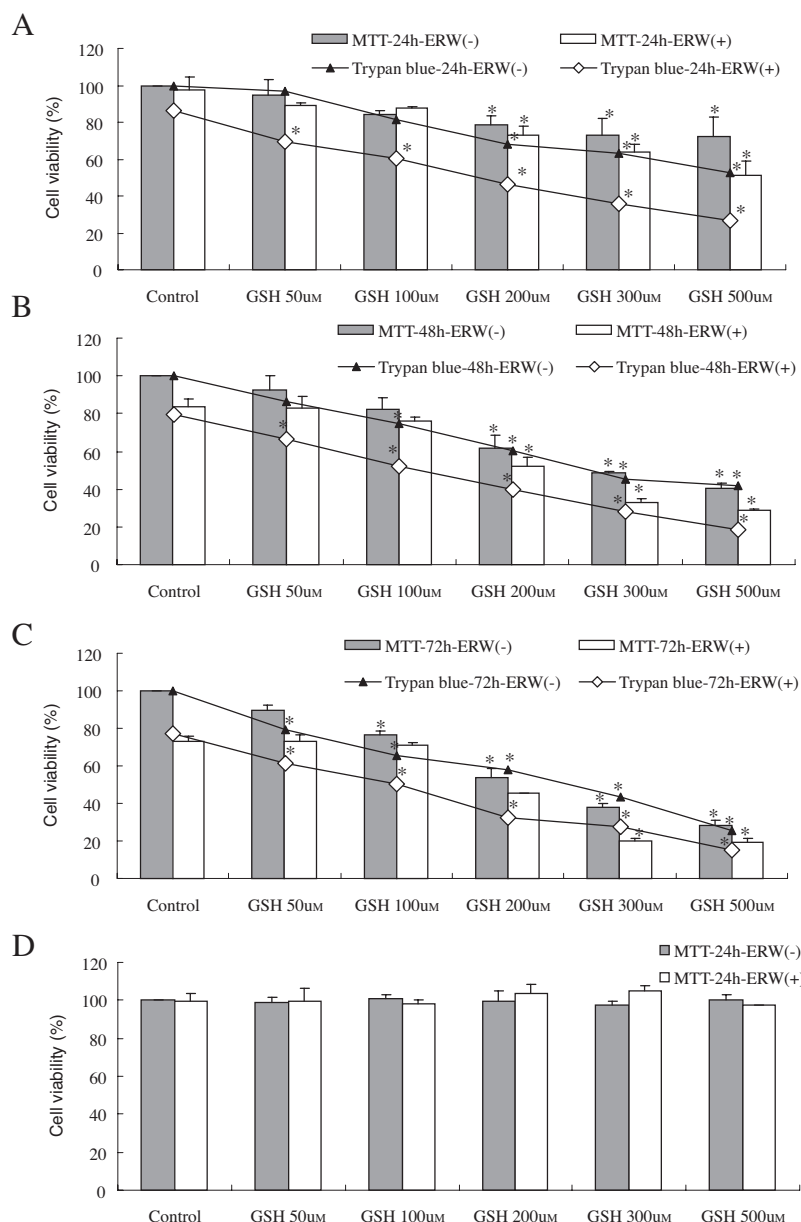 A
MTT-24h-ERW(-) MTT-24h-ERW(+)
Trypan blue-24h-ERW(-) Trypan blue-24h-ERW(+)
Cell viability (%)
120
100
80
60
40
20
0
* * * * * * * * * * * * * *
Control GSH 50uM GSH 100uM GSH 200uM GSH 300uM GSH 500uM
B
MTT-48h-ERW(-) MTT-48h-ERW(+)
Trypan blue-48h-ERW(-) Trypan blue-48h-ERW(+)
Cell viability (%)
120
100
80
60
40
20
0
* * * * * * * * * * * * * * *
Control GSH 50uM GSH 100uM GSH 200uM GSH 300uM GSH 500uM
C
MTT-72h-ERW(-) MTT-72h-ERW(+)
Trypan blue-72h-ERW(-) Trypan blue-72h-ERW(+)
Cell viability (%)
120
100
80
60
40
20
0
* * * * * * * * * * * * * * * *
Control GSH 50uM GSH 100uM GSH 200uM GSH 300uM GSH 500uM
D
MTT-24h-ERW(-)
MTT-24h-ERW(+)
Cell viability (%)
120
100
80
60
40
20
0
Control GSH 50uM GSH 100uM GSH 200uM GSH 300uM GSH 500uM